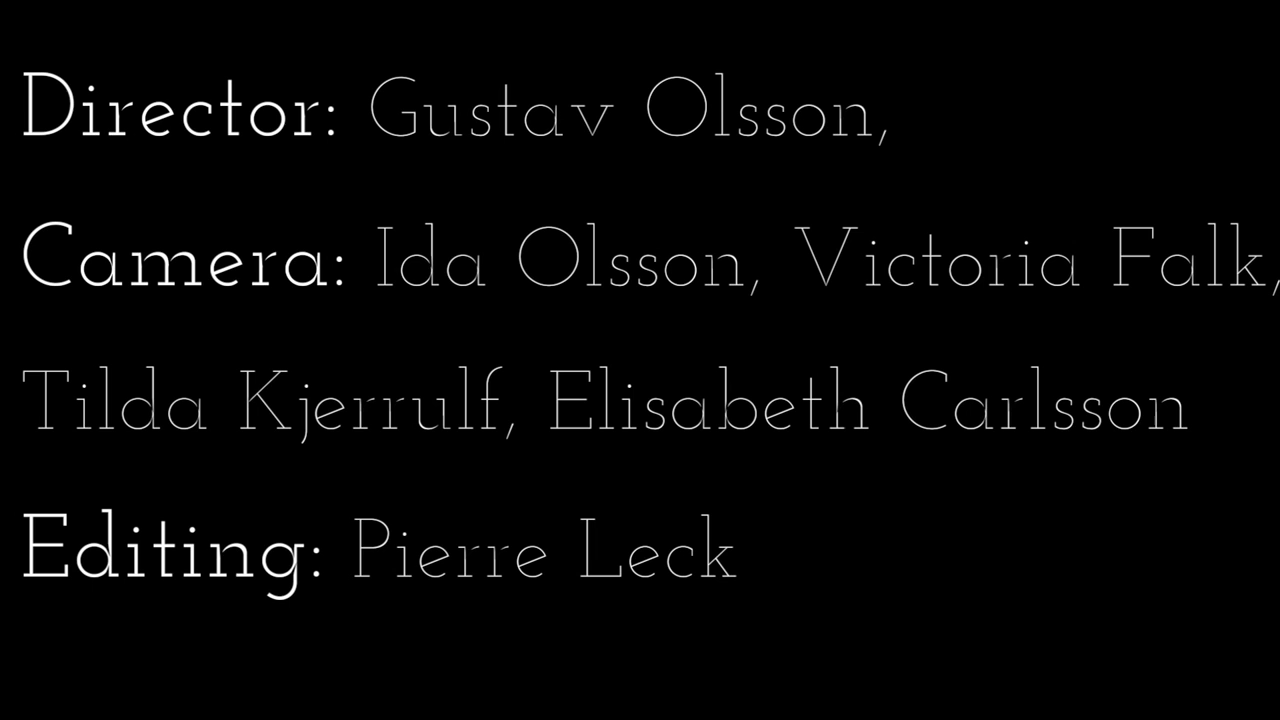 Director: Gustav Olsson,
Camera: Ida Olsson, Victoria Falk,
Tilda Kjerrulf, Elisabeth Carlsson
Editing: Pierre Leck